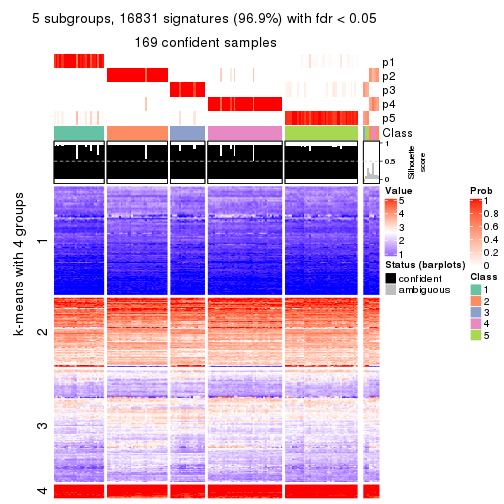 5 subgroups, 16831 signatures (96.9%) with fdr < 0.05
169 confident samples
p1
p2
p3
p4
p5
Class
1
0.5
0
Silhouette
score
k-means with 4 groups
1
2
3
4
Value
5
4
3
2
1
Status (barplots)
confident
ambiguous
Prob
1
0.8
0.6
0.4
0.2
0
Class
1
2
3
4
5